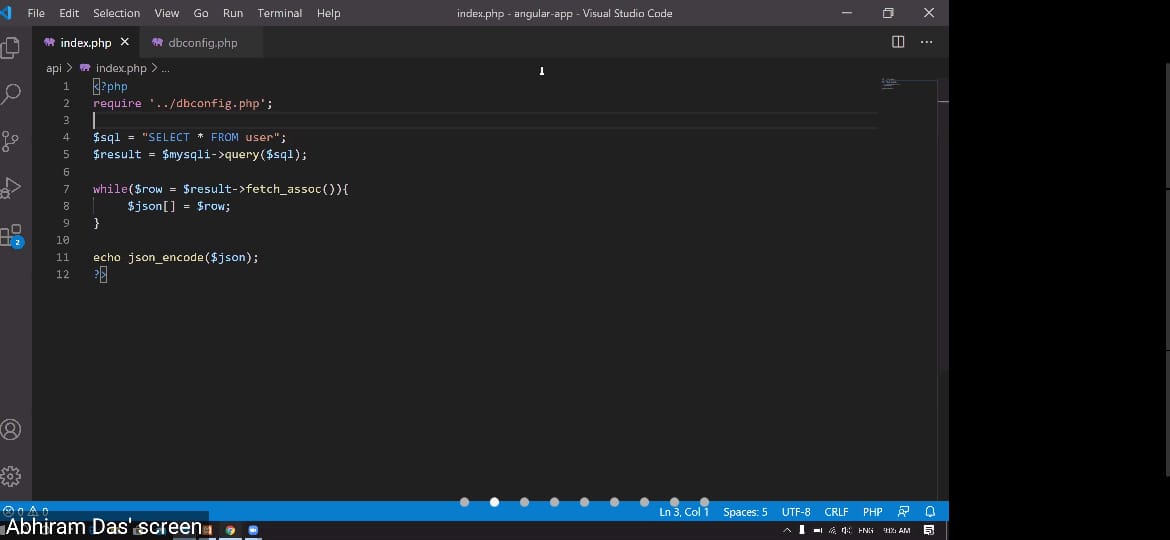 File Edit Selection View Go Run Terminal Help index.php - angular-app - Visual Studio Code
index.php dbconfig.php
api > index.php > ...
1 <?php
2 require '../dbconfig.php';
3
4 $sql = "SELECT * FROM user";
5 $result = $mysqli->query($sql);
6
7 while($row = $result->fetch_assoc()){
8 $json[] = $row;
9 }
10
11 echo json_encode($json);
12 ?>
2
0 0 Ln 3, Col 1 Spaces: 5 UTF-8 CRLF PHP
Abhiram Das' screen ENG 9:05 AM